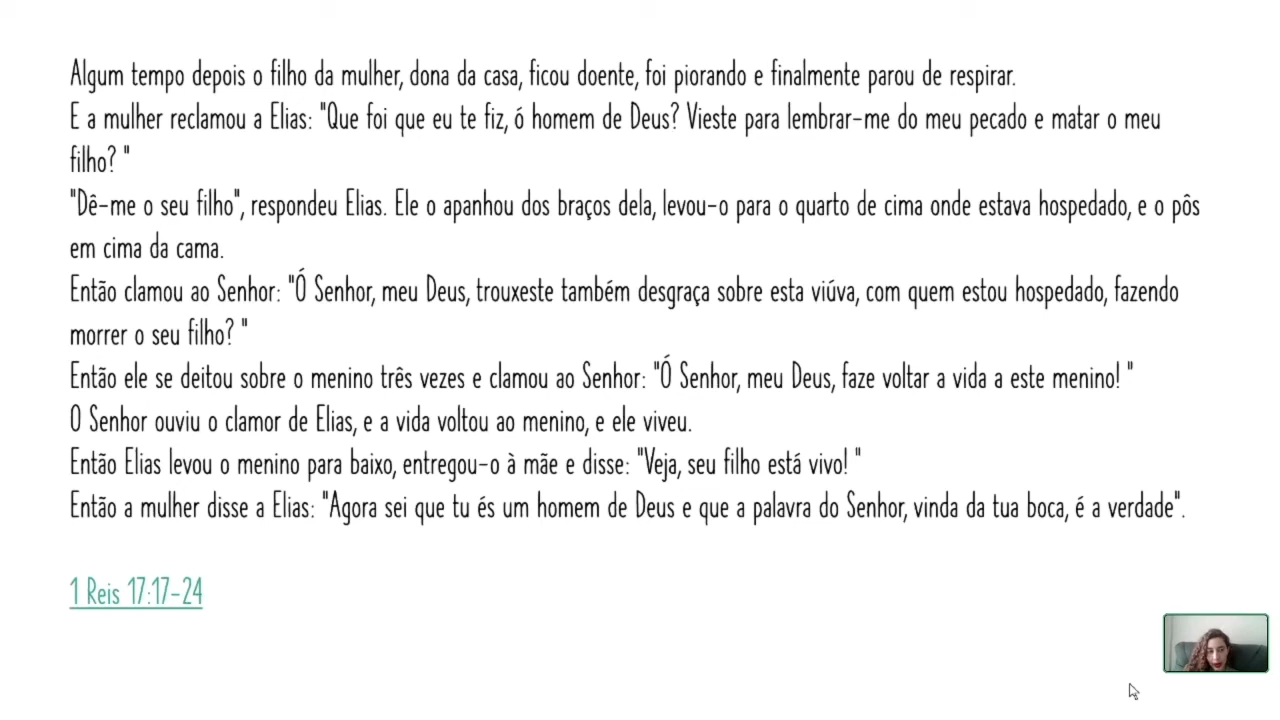 Algum tempo depois o filho da mulher, dona da casa, ficou doente, foi piorando e finalmente parou de respirar.
E a mulher reclamou a Elias: "Que foi que eu te fiz, ó homem de Deus? Vieste para lembrar-me do meu pecado e matar o meu
filho? "
"Dê-me o seu filho", respondeu Elias. Ele o apanhou dos braços dela, levou-o para o quarto de cima onde estava hospedado, e o pôs
em cima da cama.
Então clamou ao Senhor: "Ó Senhor, meu Deus, trouxeste também desgraça sobre esta viúva, com quem estou hospedado, fazendo
morrer o seu filho? "
Então ele se deitou sobre o menino três vezes e clamou ao Senhor: "Ó Senhor, meu Deus, faze voltar a vida a este menino! "
O Senhor ouviu o clamor de Elias, e a vida voltou ao menino, e ele viveu.
Então Elias levou o menino para baixo, entregou-o à mãe e disse: "Veja, seu filho está vivo! "
Então a mulher disse a Elias: "Agora sei que tu és um homem de Deus e que a palavra do Senhor, vinda da tua boca, é a verdade".
1 Reis 17:17-24